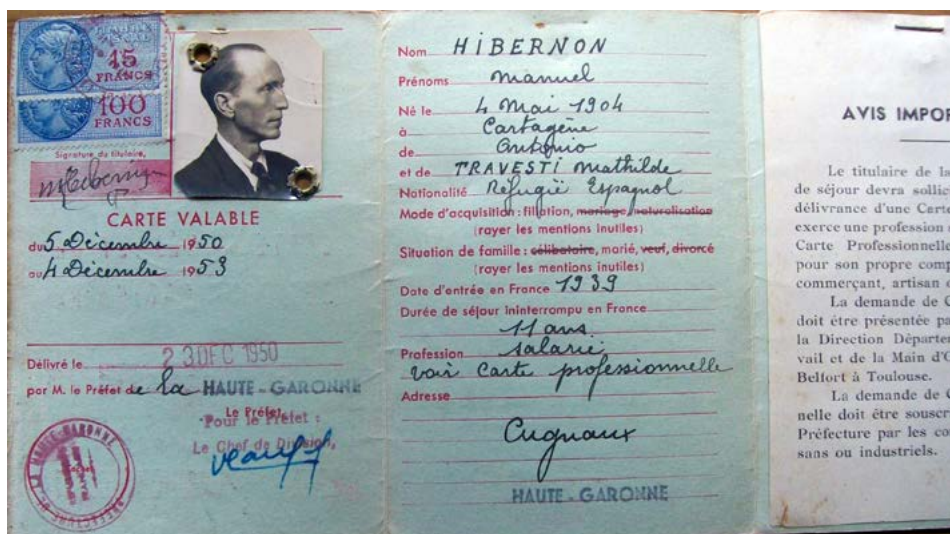 15
FRANCS
100
FRANCS
Signature du titulaire,
CARTE VALABLE
du 5 Décembre 1950
au 4 Décembre 1953
Délivré le 23 DEC 1950
par M. le Préfet de la HAUTE-GARONNE
Le Préfet,
Pour le Préfet :
Le Chef de Division,
PREFECTURE DE LA HAUTE GARONNE
Nom HIBERNON
Prénoms Manuel
Né le 4 Mai 1904
à Cartagène
de Antonio
et de TRAVESTI Mathilde
Nationalité Réfugié Espagnol
Mode d'acquisition : filiation, mariage, naturalisation
(rayer les mentions inutiles)
Situation de famille : célibataire, marié, veuf, divorcé
(rayer les mentions inutiles)
Date d'entrée en France 1939
Durée de séjour ininterrompu en France
11 ans
Profession salarié
voir carte professionnelle
Adresse
Cugnaux
HAUTE-GARONNE
AVIS IMPOR
Le titulaire de la
de séjour devra sollic
délivrance d'une Carte
exerce une profession
Carte Professionnelle
pour son propre comp
commerçant, artisan
La demande de C
doit être présentée pa
la Direction Départe
vail et de la Main d'O
Belfort à Toulouse.
La demande de C
nelle doit être souscr
Préfecture par les co
sans ou industriels.